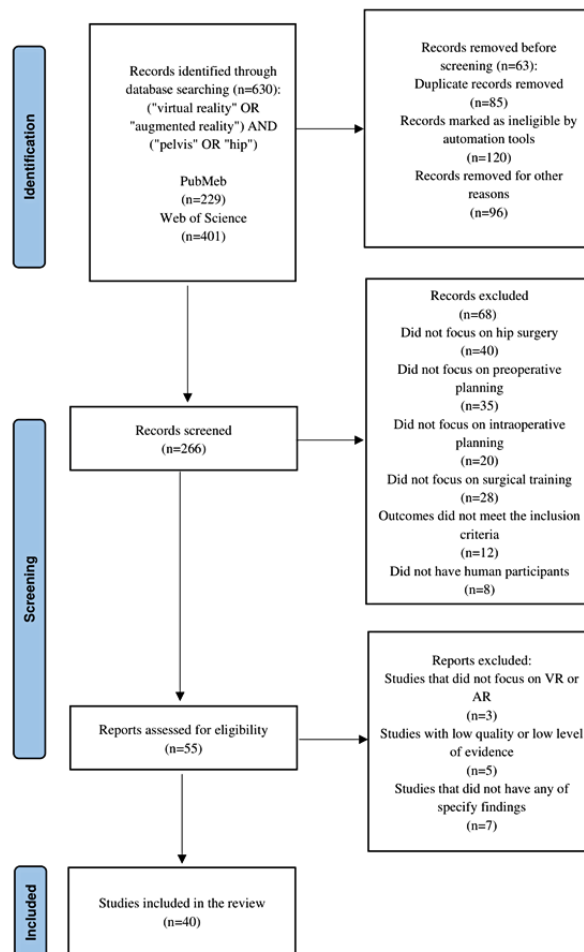 Identification
Records identified through
database searching (n=630):
("virtual reality" OR
"augmented reality") AND
("pelvis" OR "hip")
PubMeb
(n=229)
Web of Science
(n=401)
Records removed before
screening (n=63):
Duplicate records removed
(n=85)
Records marked as ineligible by
automation tools
(n=120)
Records removed for other
reasons
(n=96)
Screening
Records screened
(n=266)
Records excluded
(n=68)
Did not focus on hip surgery
(n=40)
Did not focus on preoperative
planning
(n=35)
Did not focus on intraoperative
planning
(n=20)
Did not focus on surgical training
(n=28)
Outcomes did not meet the inclusion
criteria
(n=12)
Did not have human participants
(n=8)
Reports assessed for eligibility
(n=55)
Reports excluded:
Studies that did not focus on VR or
AR
(n=3)
Studies with low quality or low level
of evidence
(n=5)
Studies that did not have any of
specify findings
(n=7)
Included
Studies included in the review
(n=40)